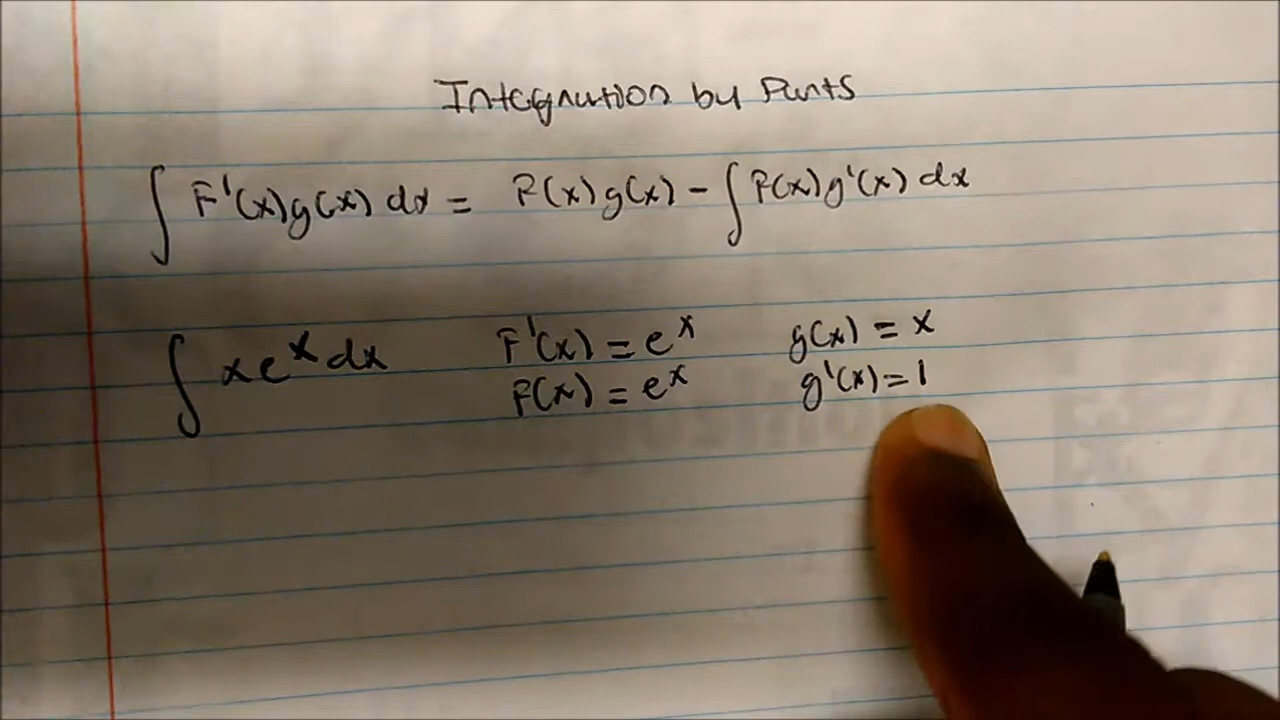 Integration by Parts
∫ F'(x)g(x) dx = F(x)g(x) - ∫ F(x)g'(x) dx
∫ xe^x dx F'(x) = e^x g(x) = x
F(x) = e^x g'(x) = 1